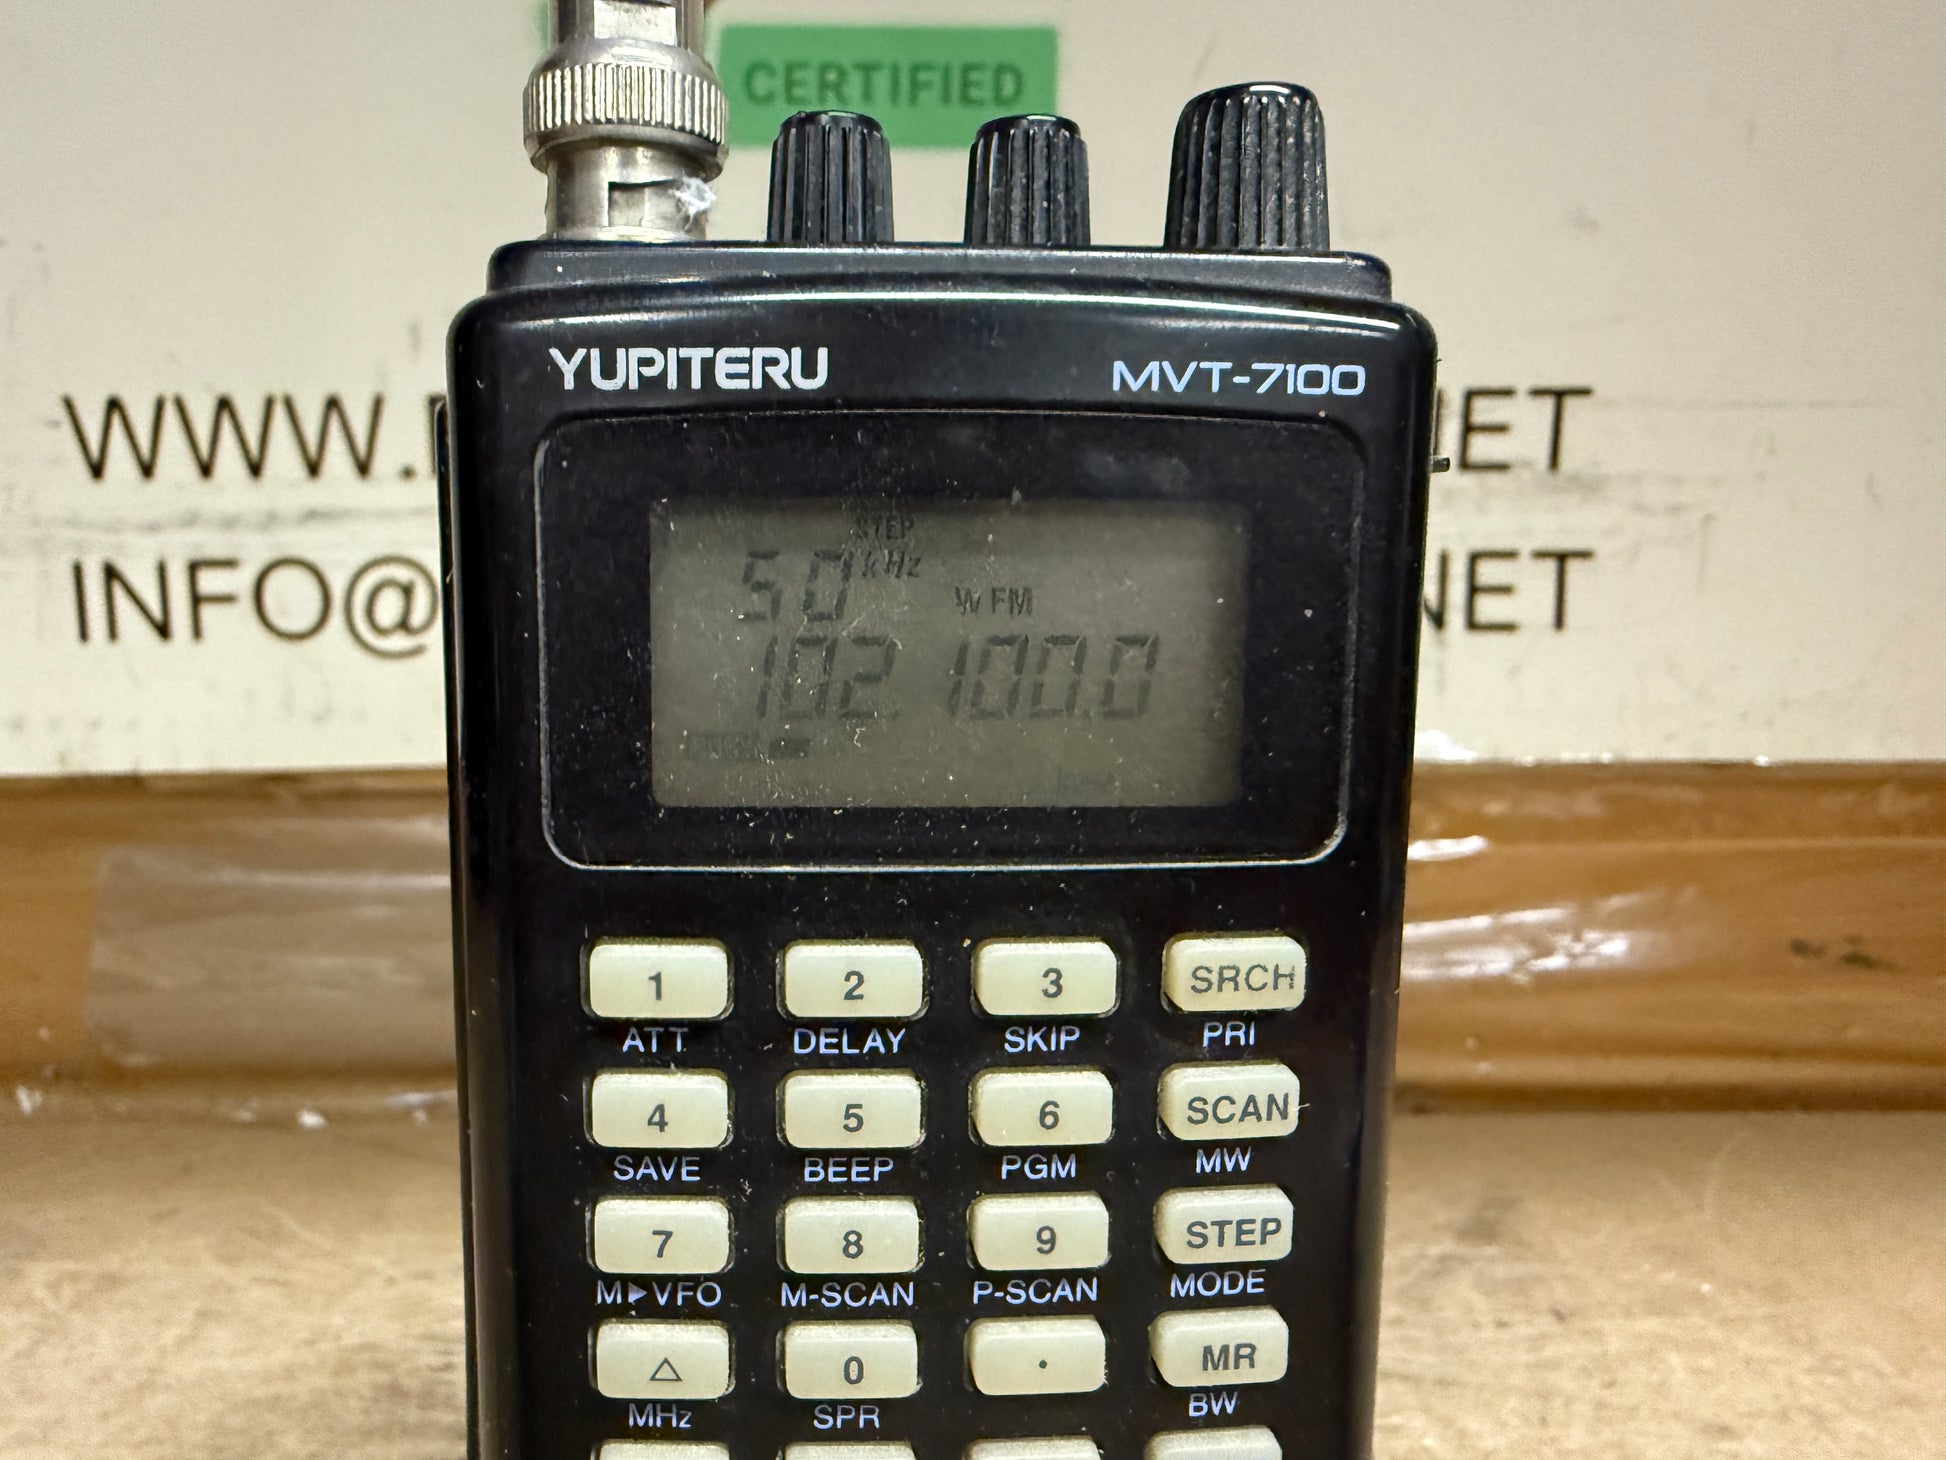 CERTIFIED
YUPITERU MVT-7100
WWW. NET
INFO@ NET
STEP
50 kHz
W FM
102.100.0
1 2 3 SRCH
ATT DELAY SKIP PRI
4 5 6 SCAN
SAVE BEEP PGM MW
7 8 9 STEP
M▶VFO M-SCAN P-SCAN MODE
△ 0 . MR
MHz SPR BW